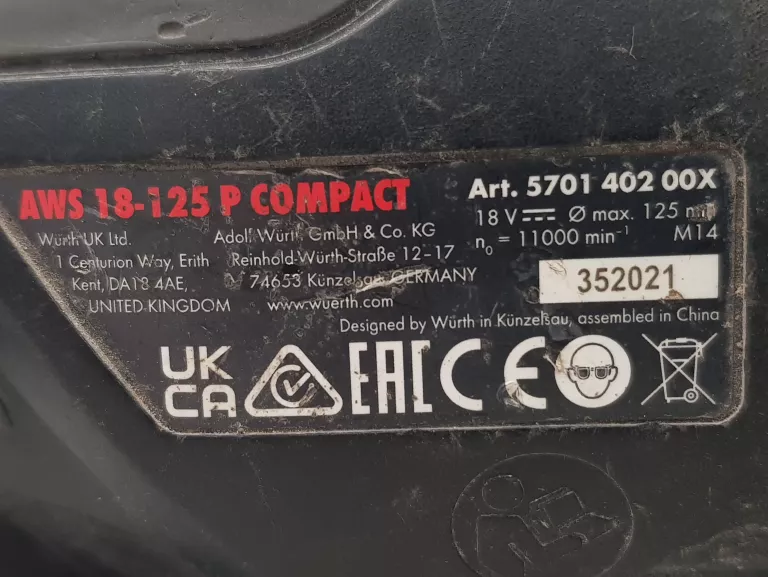 AWS 18-125 P COMPACT
Art. 5701 402 00X
18 V Ø max. 125 mm
n0 = 11000 min-1 M14
352021
Würth UK Ltd.
1 Centurion Way, Erith
Kent, DA18 4AE,
UNITED KINGDOM
Adolf Würth GmbH & Co. KG
Reinhold-Würth-Straße 12-17
74653 Künzelsau, GERMANY
www.wuerth.com
Designed by Würth in Künzelsau, assembled in China
UK
CA
EAC
CE